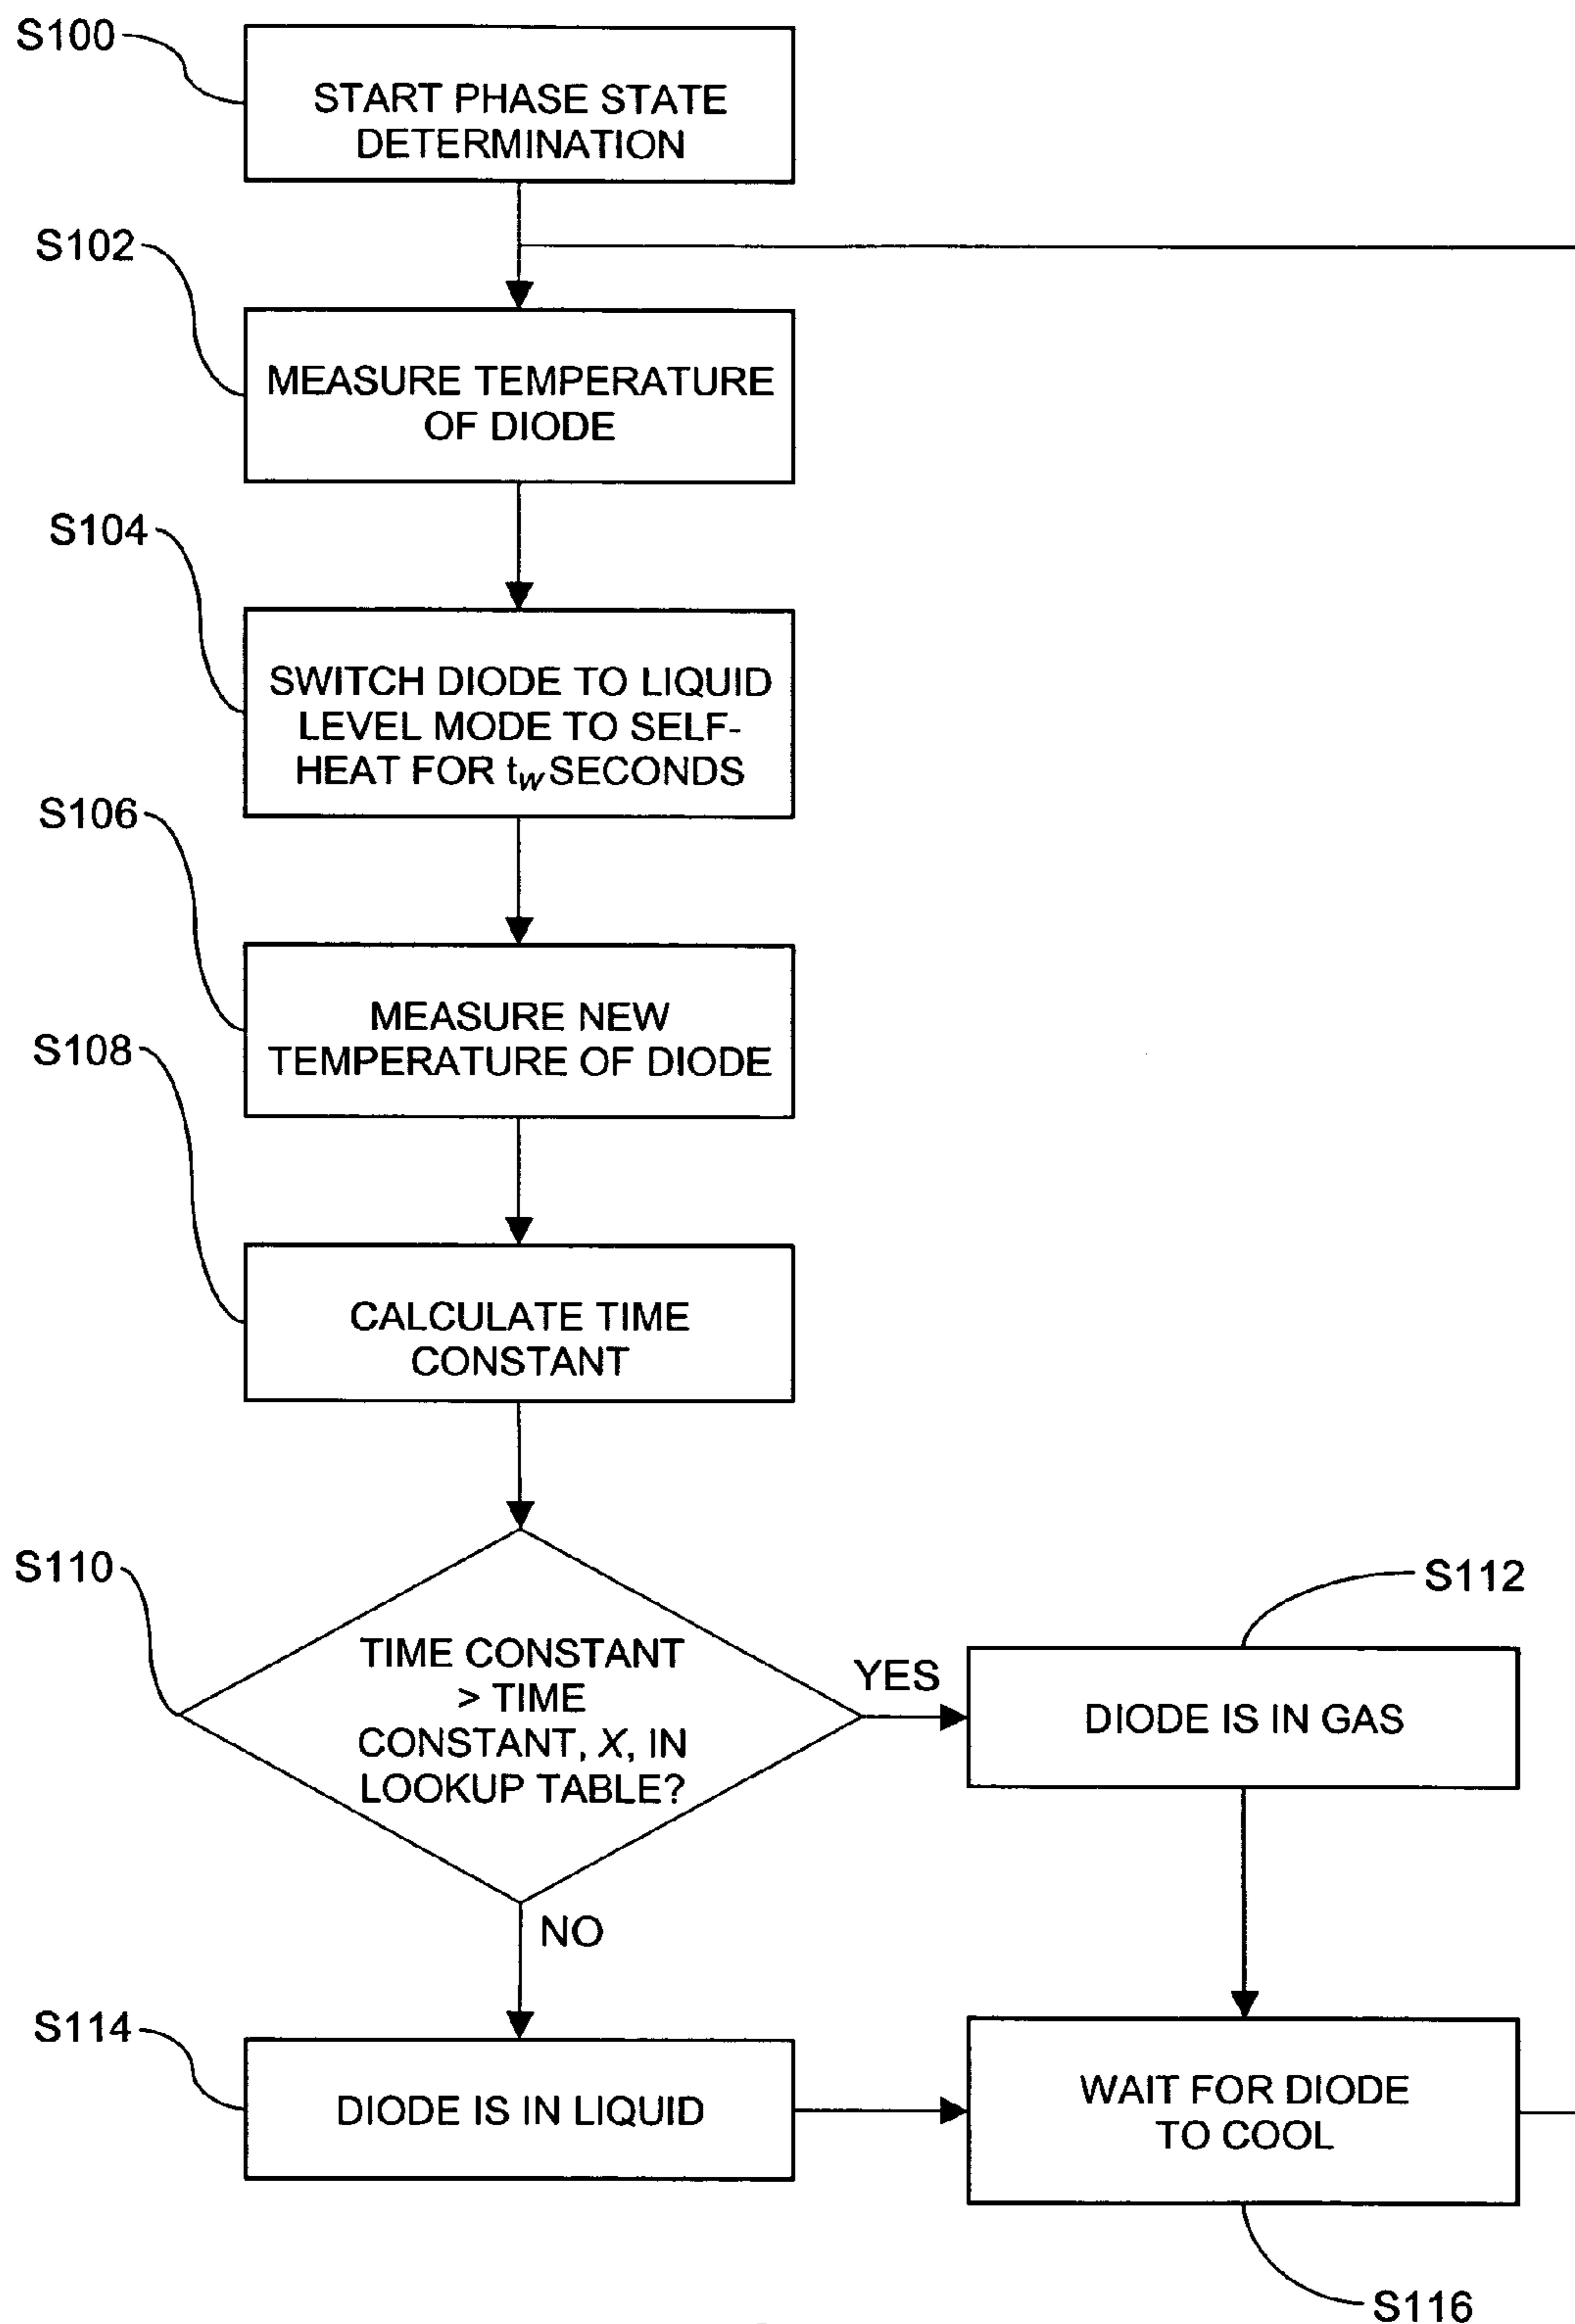 S100
START PHASE STATE
DETERMINATION
S102
MEASURE TEMPERATURE
OF DIODE
S104
SWITCH DIODE TO LIQUID
LEVEL MODE TO SELF-
HEAT FOR tw SECONDS
S106
MEASURE NEW
TEMPERATURE OF DIODE
S108
CALCULATE TIME
CONSTANT
S110
TIME CONSTANT
> TIME
CONSTANT, X, IN
LOOKUP TABLE?
YES
S112
DIODE IS IN GAS
NO
S114
DIODE IS IN LIQUID
WAIT FOR DIODE
TO COOL
S116